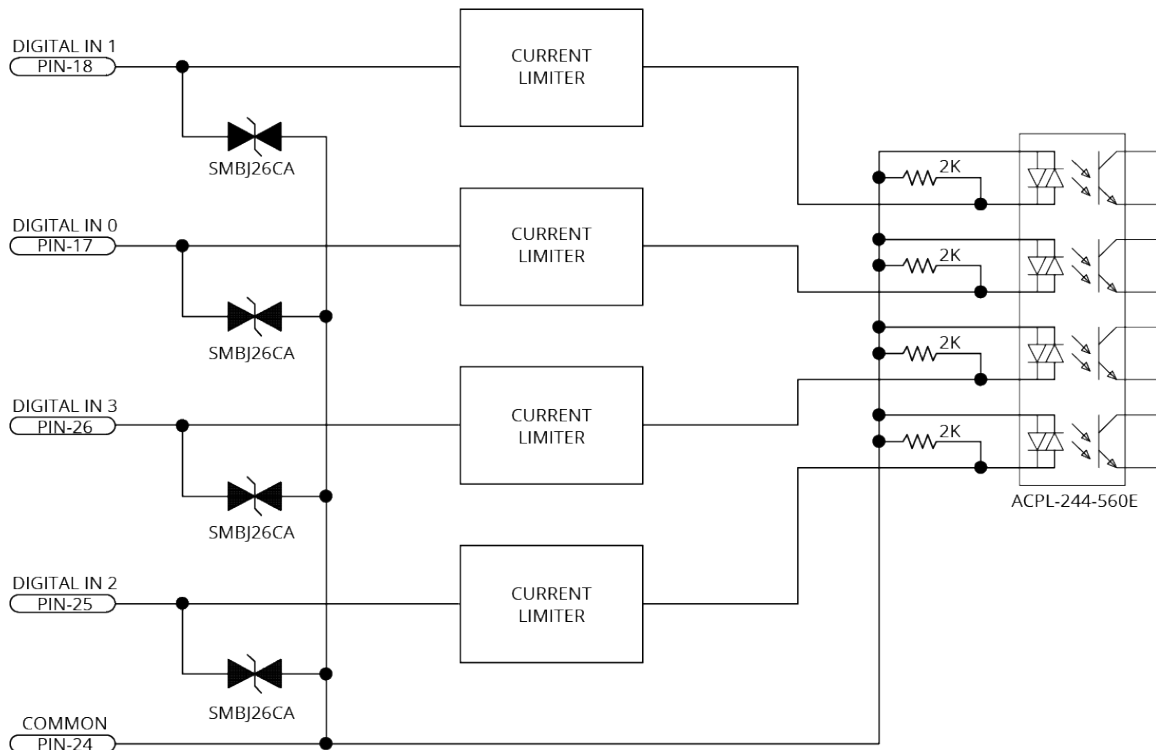 DIGITAL IN 1
PIN-18
CURRENT
LIMITER
SMBJ26CA
2K
DIGITAL IN 0
PIN-17
CURRENT
LIMITER
SMBJ26CA
2K
DIGITAL IN 3
PIN-26
CURRENT
LIMITER
SMBJ26CA
2K
2K
ACPL-244-560E
DIGITAL IN 2
PIN-25
CURRENT
LIMITER
SMBJ26CA
COMMON
PIN-24